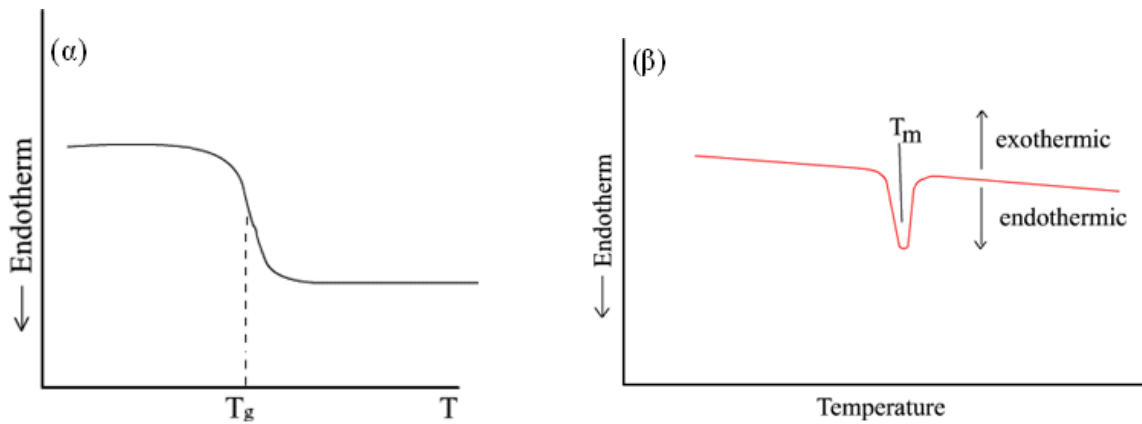 (α)
Endotherm
Tg
T
(β)
Tm
exothermic
endothermic
Endotherm
Temperature